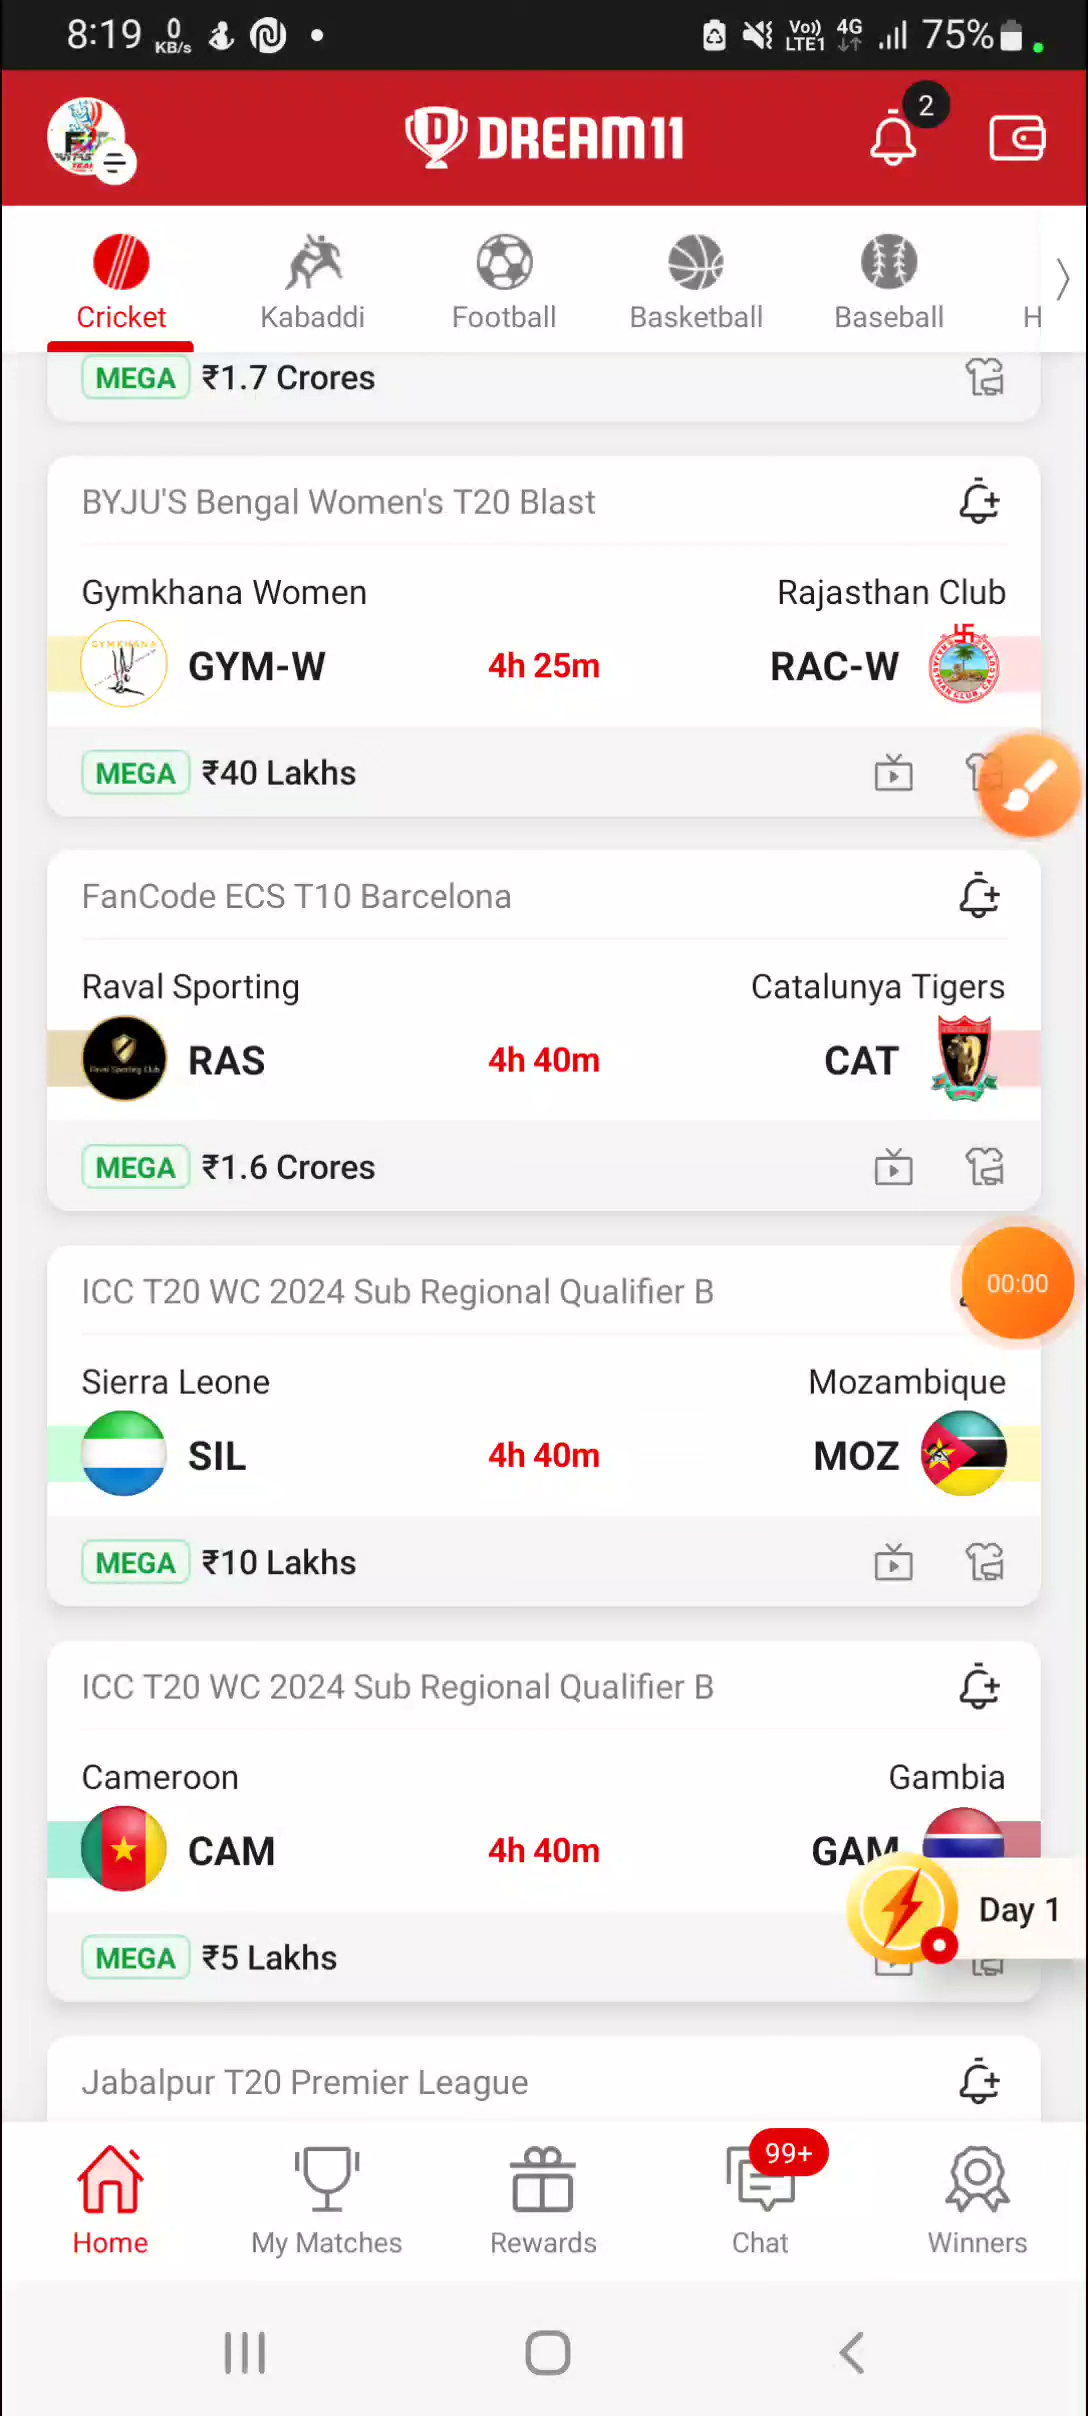 8:19 0 KB/s Vo)) LTE1 4G 75%
DREAM11 2
Cricket Kabaddi Football Basketball Baseball H
MEGA ₹1.7 Crores
BYJU'S Bengal Women's T20 Blast
Gymkhana Women Rajasthan Club
GYMKHANA GYM-W 4h 25m RAC-W
MEGA ₹40 Lakhs
FanCode ECS T10 Barcelona
Raval Sporting Catalunya Tigers
Raval Sporting Club RAS 4h 40m CAT
MEGA ₹1.6 Crores
ICC T20 WC 2024 Sub Regional Qualifier B
00:00
Sierra Leone Mozambique
SIL 4h 40m MOZ
MEGA ₹10 Lakhs
ICC T20 WC 2024 Sub Regional Qualifier B
Cameroon Gambia
CAM 4h 40m GAM
Day 1
MEGA ₹5 Lakhs
Jabalpur T20 Premier League
99+
Home My Matches Rewards Chat Winners